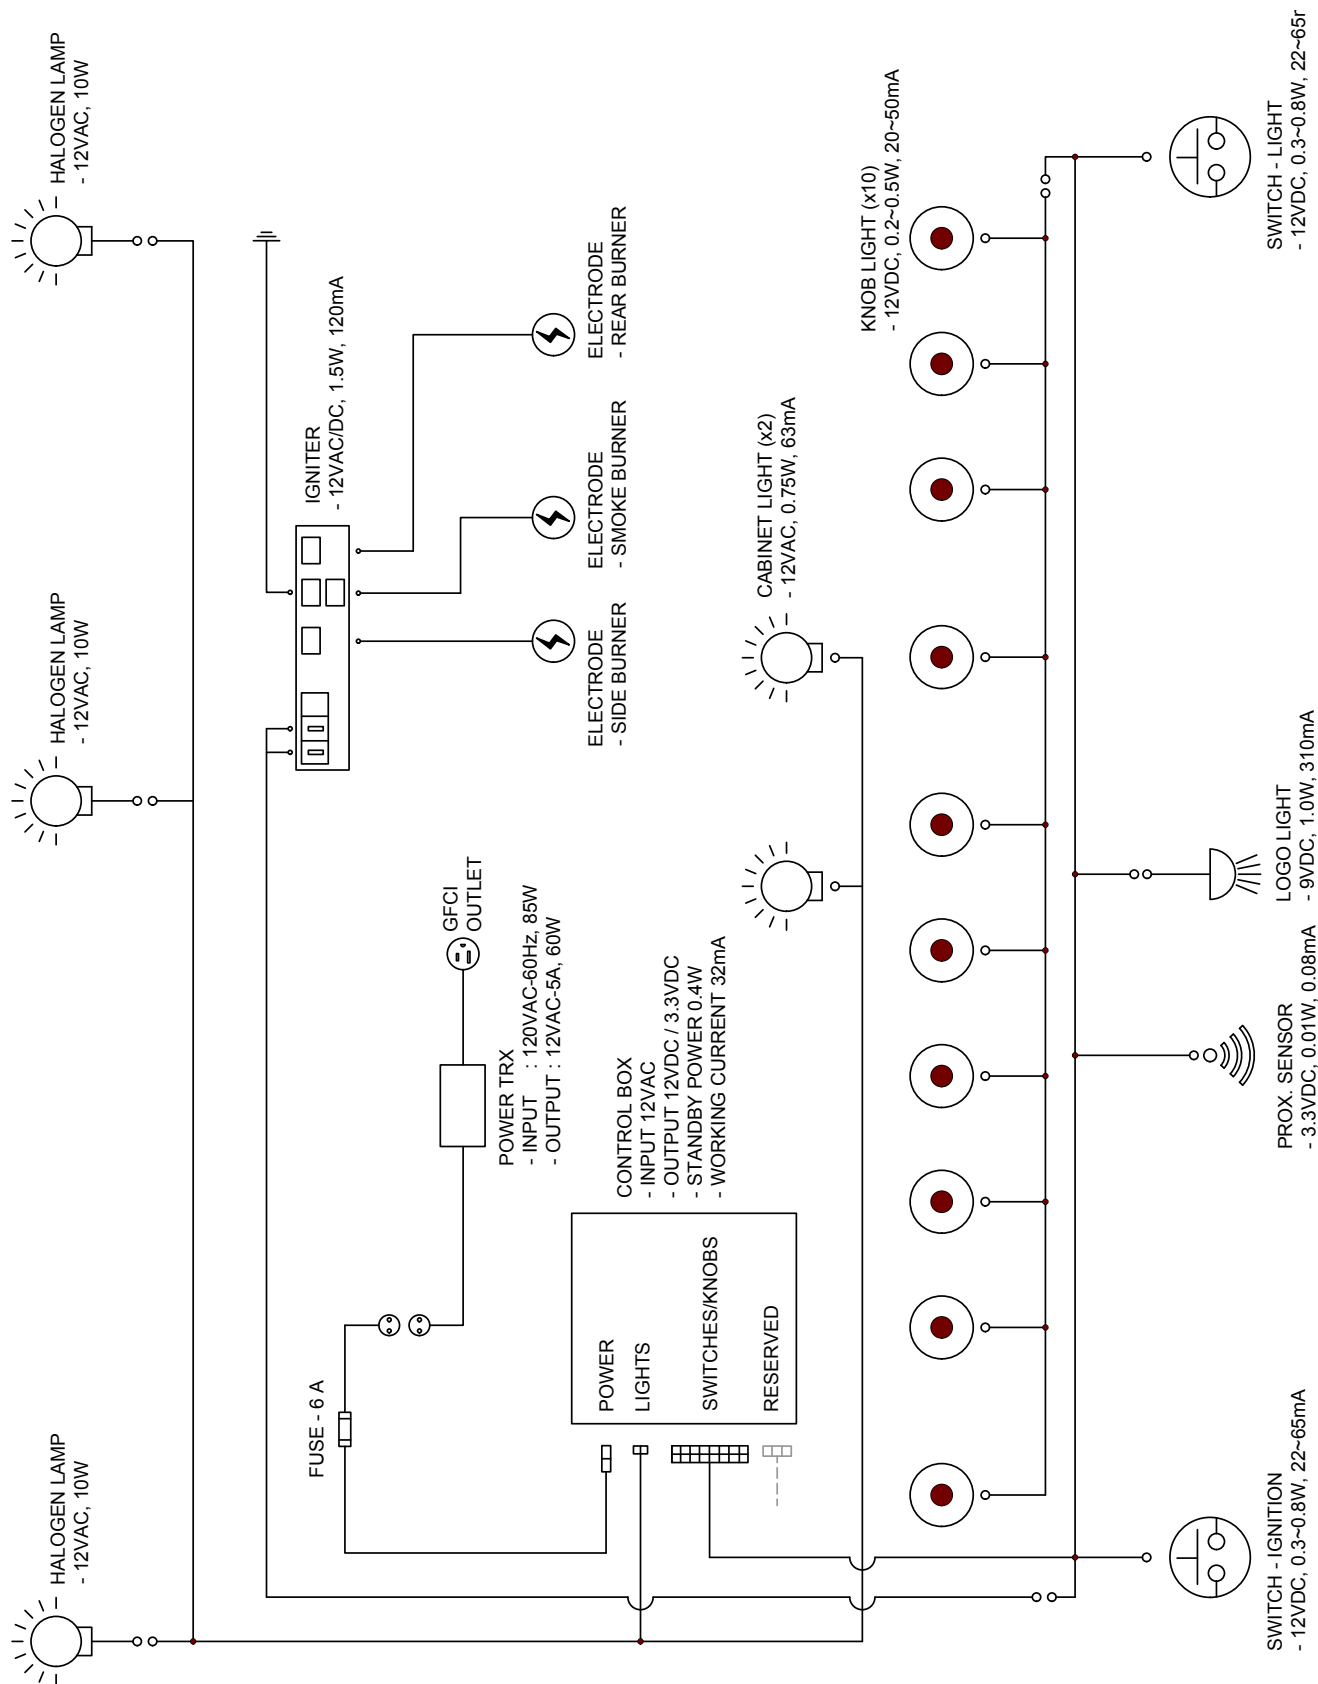 HALOGEN LAMP
- 12VAC, 10W
HALOGEN LAMP
- 12VAC, 10W
HALOGEN LAMP
- 12VAC, 10W
IGNITER
- 12VAC/DC, 1.5W, 120mA
FUSE - 6 A
GFCI
OUTLET
POWER TRX
- INPUT : 120VAC-60Hz, 85W
- OUTPUT : 12VAC-5A, 60W
ELECTRODE
- SIDE BURNER
ELECTRODE
- SMOKE BURNER
ELECTRODE
- REAR BURNER
CONTROL BOX
- INPUT 12VAC
- OUTPUT 12VDC / 3.3VDC
- STANDBY POWER 0.4W
- WORKING CURRENT 32mA
POWER
LIGHTS
SWITCHES/KNOBS
RESERVED
CABINET LIGHT (x2)
- 12VAC, 0.75W, 63mA
KNOB LIGHT (x10)
- 12VDC, 0.2~0.5W, 20~50mA
SWITCH - IGNITION
- 12VDC, 0.3~0.8W, 22~65mA
PROX. SENSOR
- 3.3VDC, 0.01W, 0.08mA
LOGO LIGHT
- 9VDC, 1.0W, 310mA
SWITCH - LIGHT
- 12VDC, 0.3~0.8W, 22~65